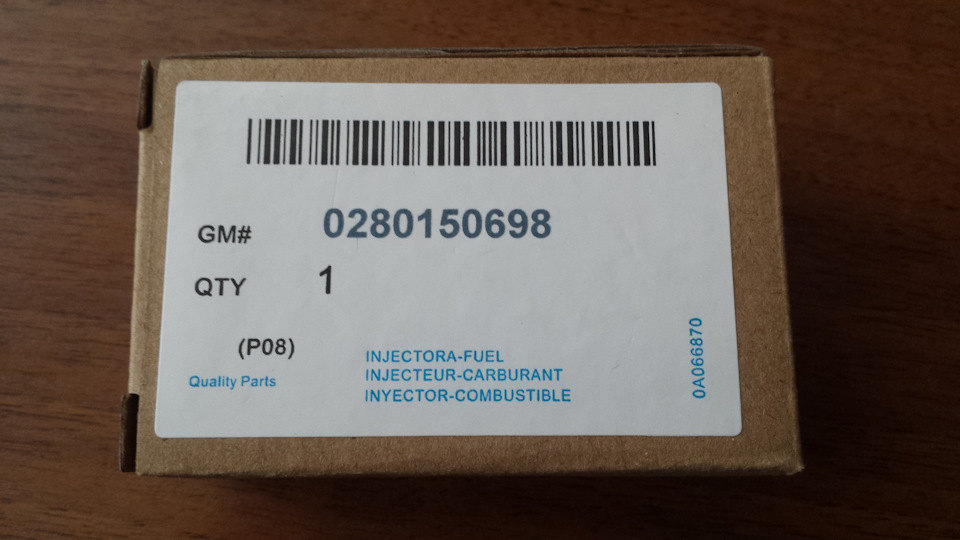 GM# 0280150698
QTY 1
(P08)
Quality Parts
INJECTORA-FUEL
INJECTEUR-CARBURANT
INYECTOR-COMBUSTIBLE
0A066870